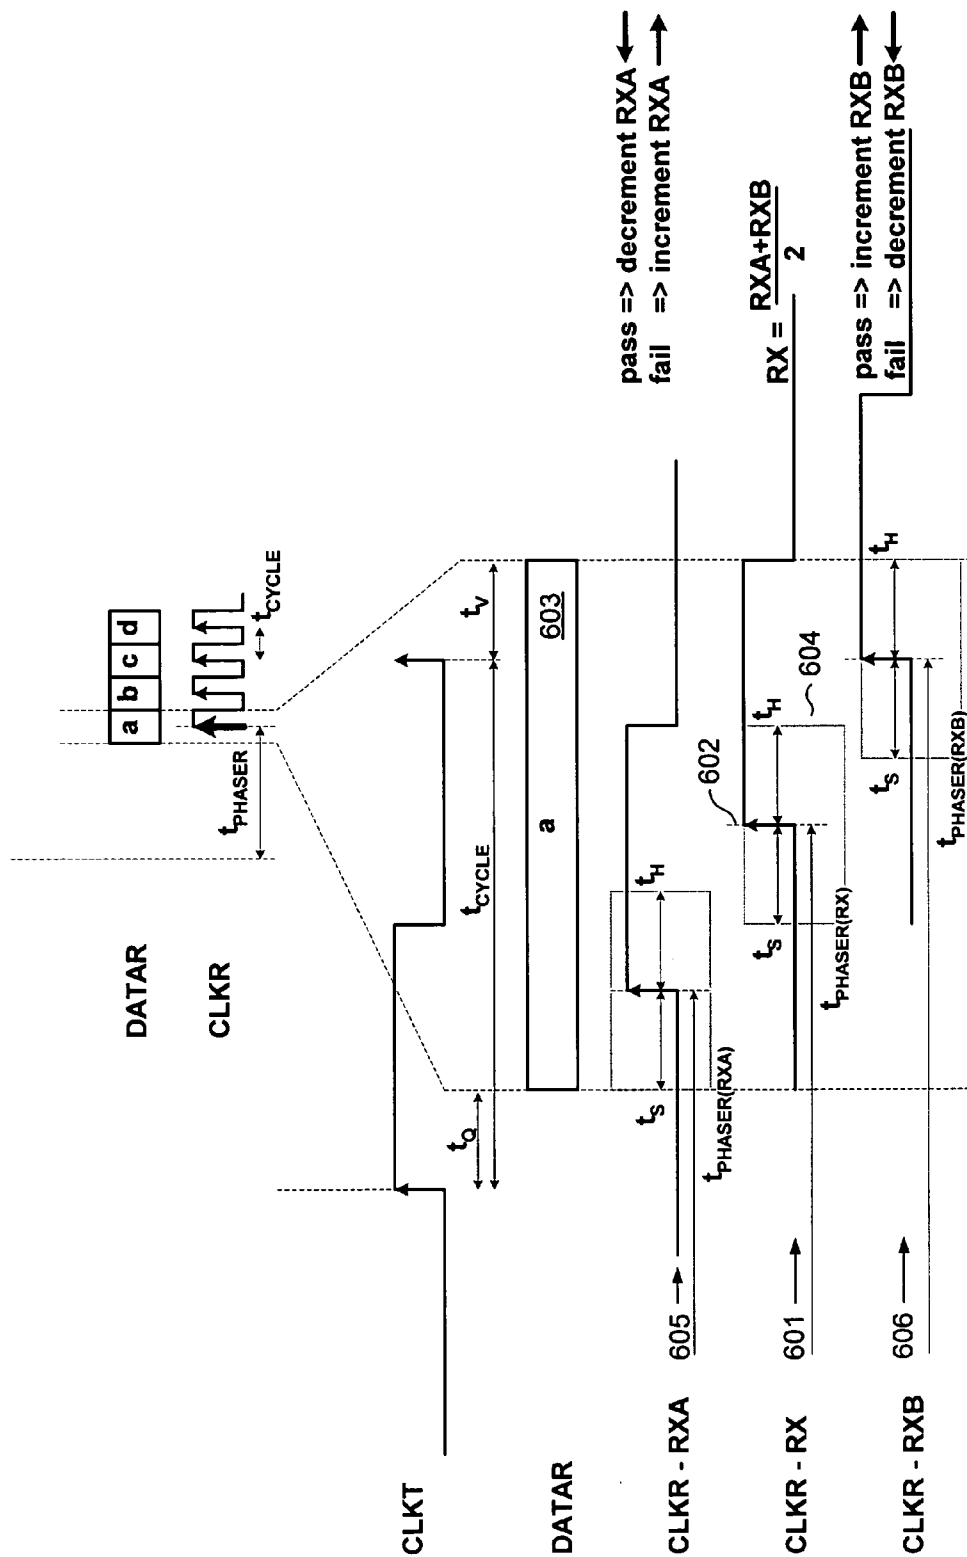 DATAR
a b c d
CLKR
tPHASER
tCYCLE
CLKT
tQ
tCYCLE
tV
DATAR
a
603
CLKR - RXA
605
tS
tH
tPHASER(RXA)
pass => decrement RXA
fail => increment RXA
CLKR - RX
601
602
tS
tH
604
tPHASER(RX)
RX = RXA+RXB
2
CLKR - RXB
606
tS
tH
tPHASER(RXB)
pass => increment RXB
fail => decrement RXB